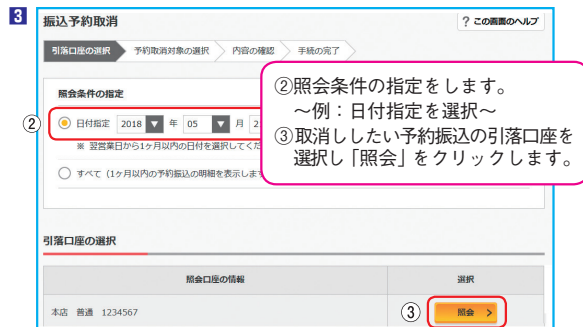 3
振込予約取消
? この画面のヘルプ
引落口座の選択 予約取消対象の選択 内容の確認 手続の完了
照会条件の指定
②照会条件の指定をします。
～例：日付指定を選択～
③取消ししたい予約振込の引落口座を
選択し「照会」をクリックします。
② 日付指定 2018 年 05 月 2
※ 翌営業日から1ヶ月以内の日付を選択してくだ
すべて（1ヶ月以内の予約振込の明細を表示しま
引落口座の選択
照会口座の情報 選択
本店 普通 1234567 ③ 照会